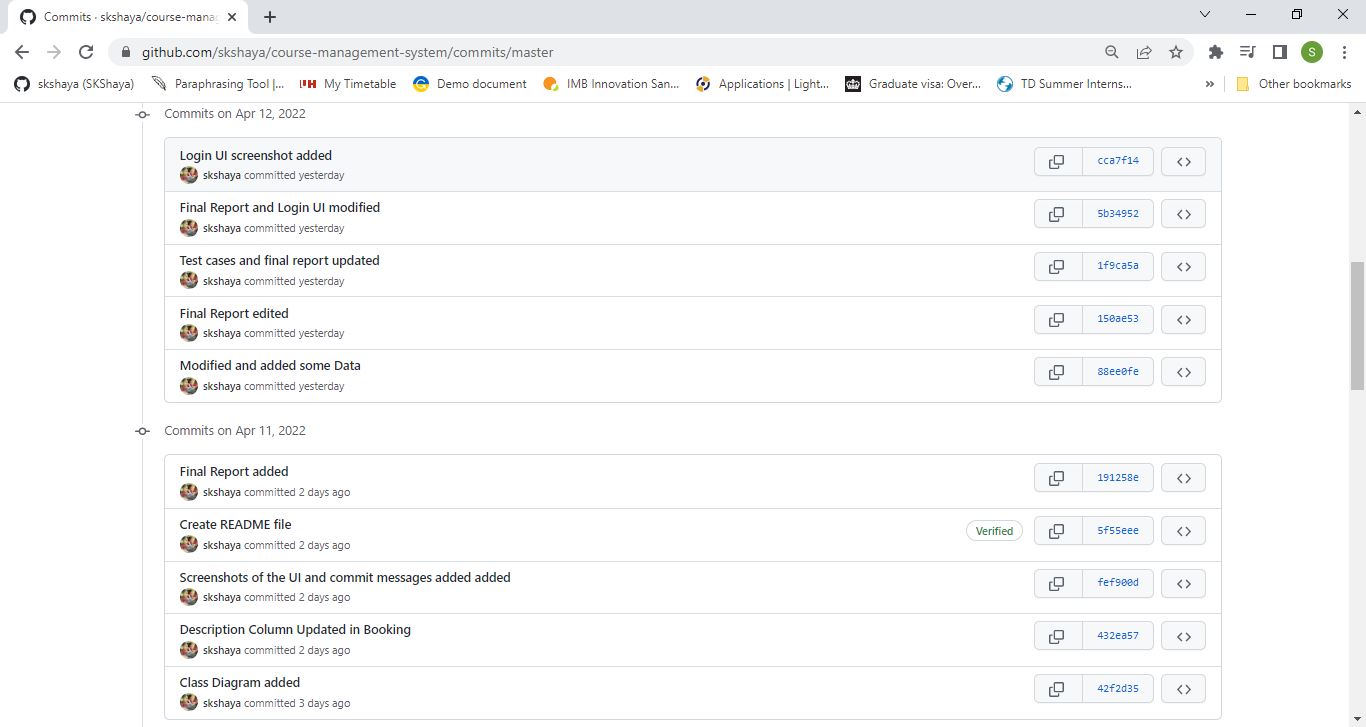 Commits · skshaya/course-mana
github.com/skshaya/course-management-system/commits/master
S
skshaya (SKShaya)
Paraphrasing Tool |...
UH My Timetable
Demo document
IMB Innovation San...
Applications | Light...
Graduate visa: Over...
TD Summer Interns...
»
Other bookmarks
Commits on Apr 12, 2022
Login UI screenshot added
cca7f14
skshaya committed yesterday
Final Report and Login UI modified
5b34952
skshaya committed yesterday
Test cases and final report updated
1f9ca5a
skshaya committed yesterday
Final Report edited
150ae53
skshaya committed yesterday
Modified and added some Data
88ee0fe
skshaya committed yesterday
Commits on Apr 11, 2022
Final Report added
191258e
skshaya committed 2 days ago
Create README file
Verified
5f55eee
skshaya committed 2 days ago
Screenshots of the UI and commit messages added added
fef900d
skshaya committed 2 days ago
Description Column Updated in Booking
432ea57
skshaya committed 2 days ago
Class Diagram added
42f2d35
skshaya committed 3 days ago